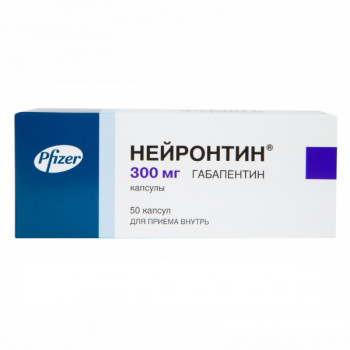 Pfizer
НЕЙРОНТИН®
300 мг ГАБАПЕНТИН
капсулы
50 капсул
ДЛЯ ПРИЕМА ВНУТРЬ